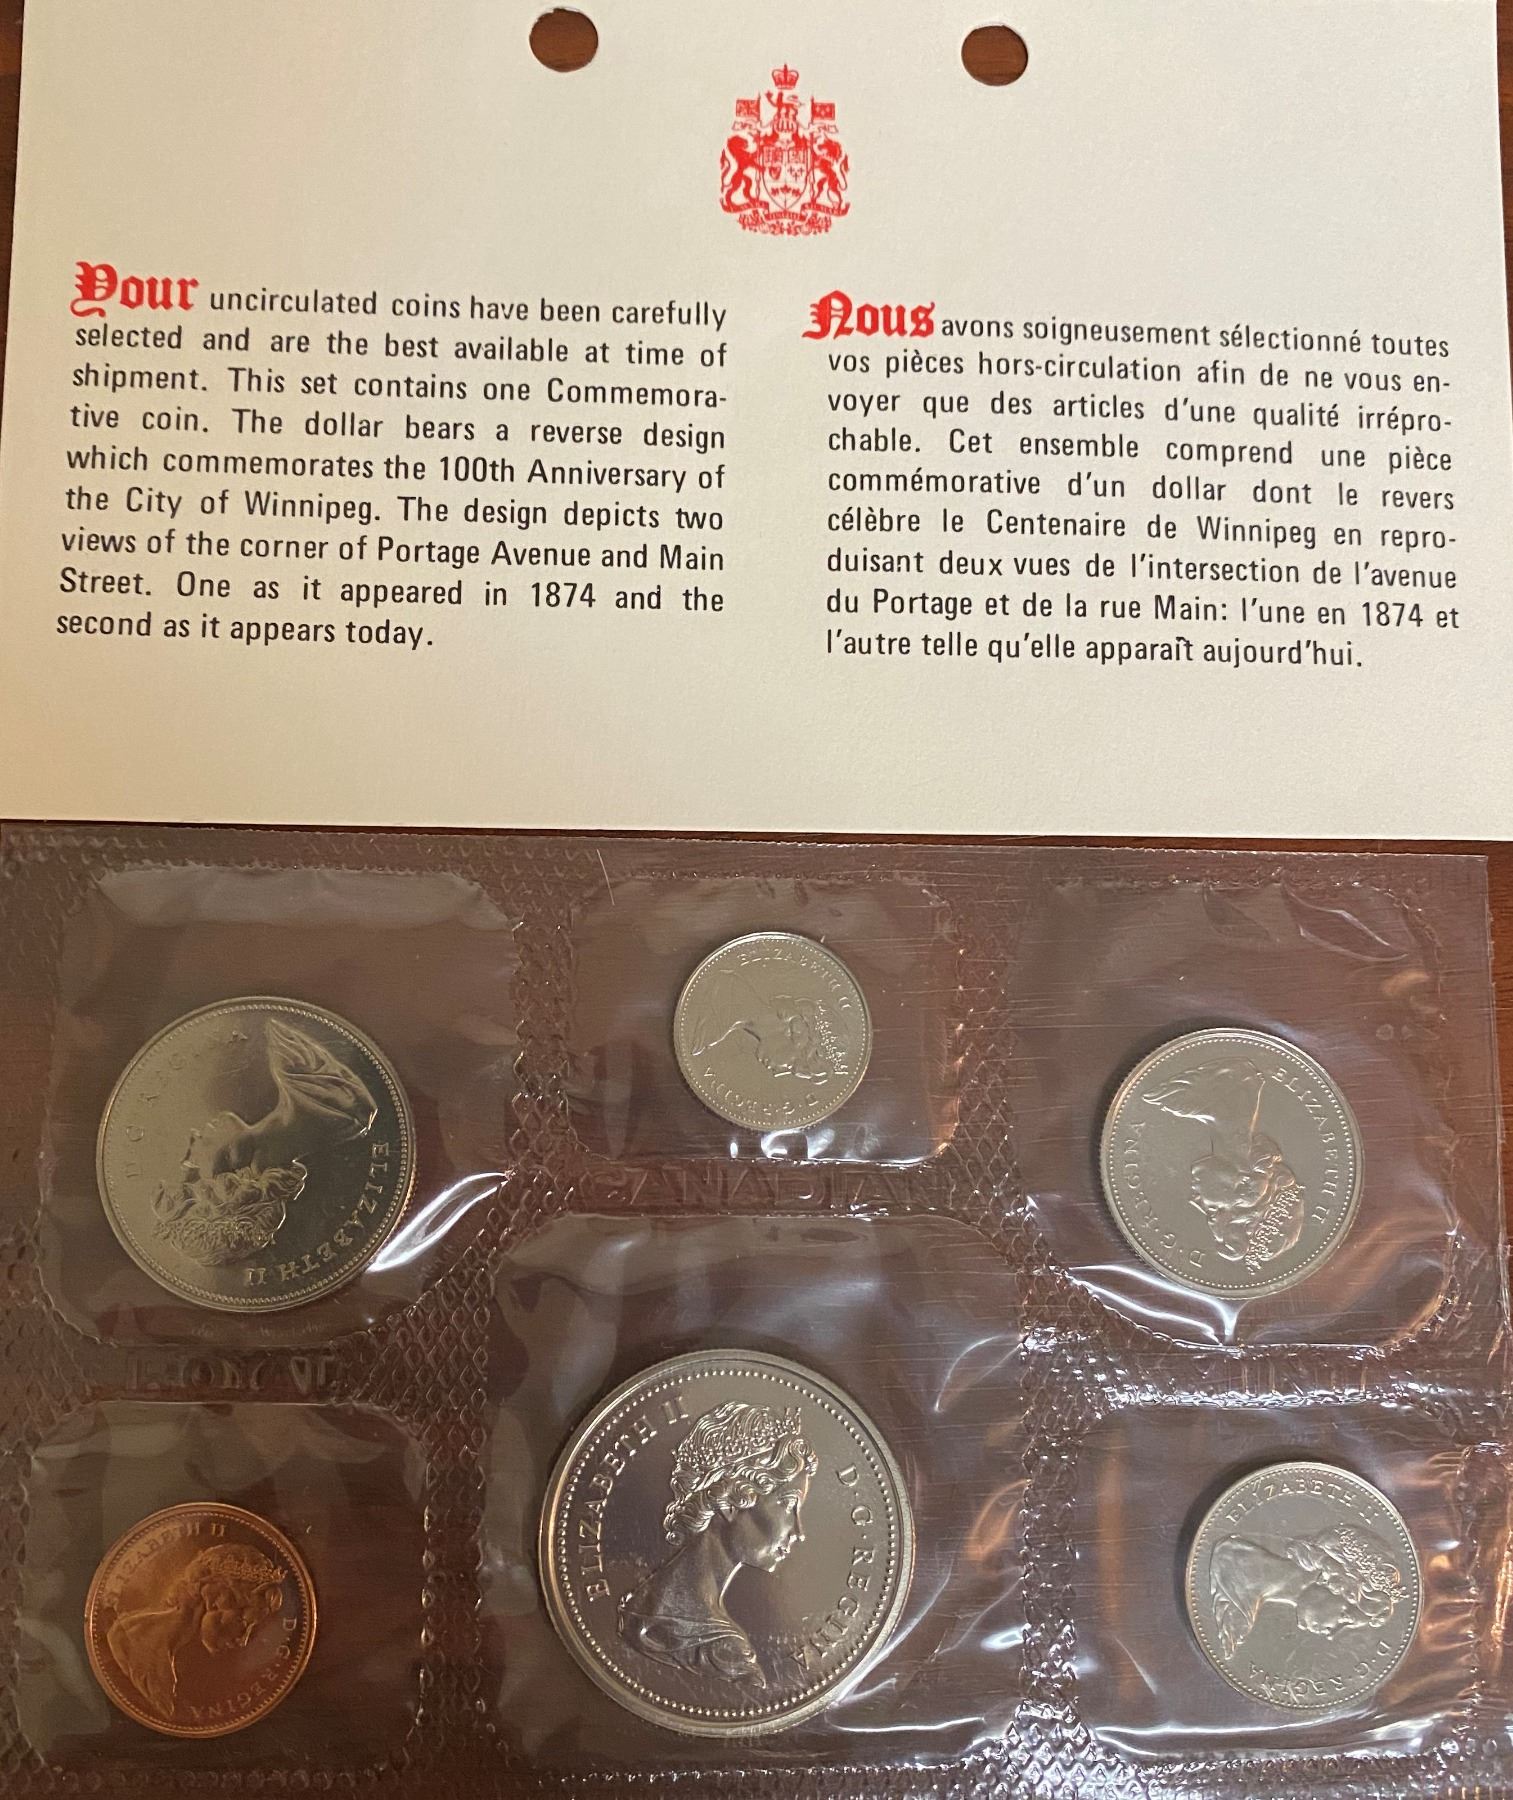 Your uncirculated coins have been carefully
selected and are the best available at time of
shipment. This set contains one Commemora-
tive coin. The dollar bears a reverse design
which commemorates the 100th Anniversary of
the City of Winnipeg. The design depicts two
views of the corner of Portage Avenue and Main
Street. One as it appeared in 1874 and the
second as it appears today.
Nous avons soigneusement sélectionné toutes
vos pièces hors-circulation afin de ne vous en-
voyer que des articles d'une qualité irrépro-
chable. Cet ensemble comprend une pièce
commémorative d'un dollar dont le revers
célèbre le Centenaire de Winnipeg en repro-
duisant deux vues de l'intersection de l'avenue
du Portage et de la rue Main: l'une en 1874 et
l'autre telle qu'elle apparaît aujourd'hui.
ELIZABETH II D·G·REGINA
ELIZABETH II D·G·REGINA
ELIZABETH II D·G·REGINA
CANADIAN
ELIZABETH II D·G·REGINA
ELIZABETH II D·G·REGINA
ELIZABETH II D·G·REGINA